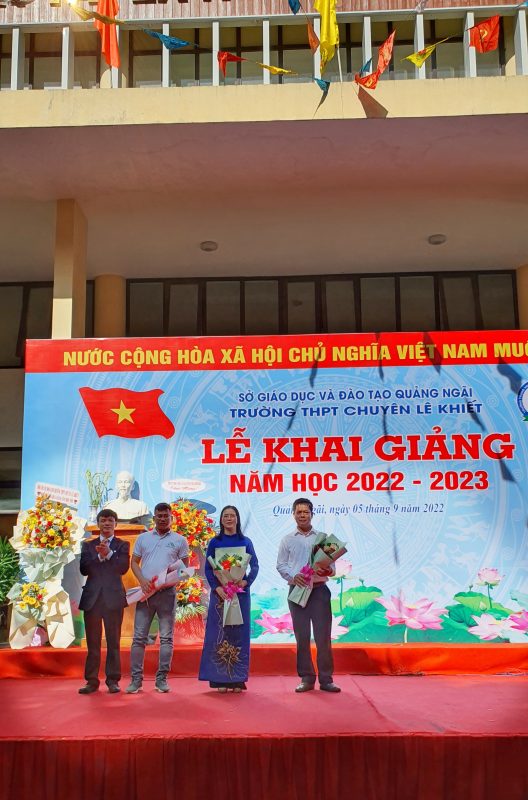 NƯỚC CỘNG HÒA XÃ HỘI CHỦ NGHĨA VIỆT NAM MUÔ
SỞ GIÁO DỤC VÀ ĐÀO TẠO QUẢNG NGÃI
TRƯỜNG THPT CHUYÊN LÊ KHIẾT
LỄ KHAI GIẢNG
NĂM HỌC 2022 - 2023
Quảng Ngãi, ngày 05 tháng 9 năm 2022